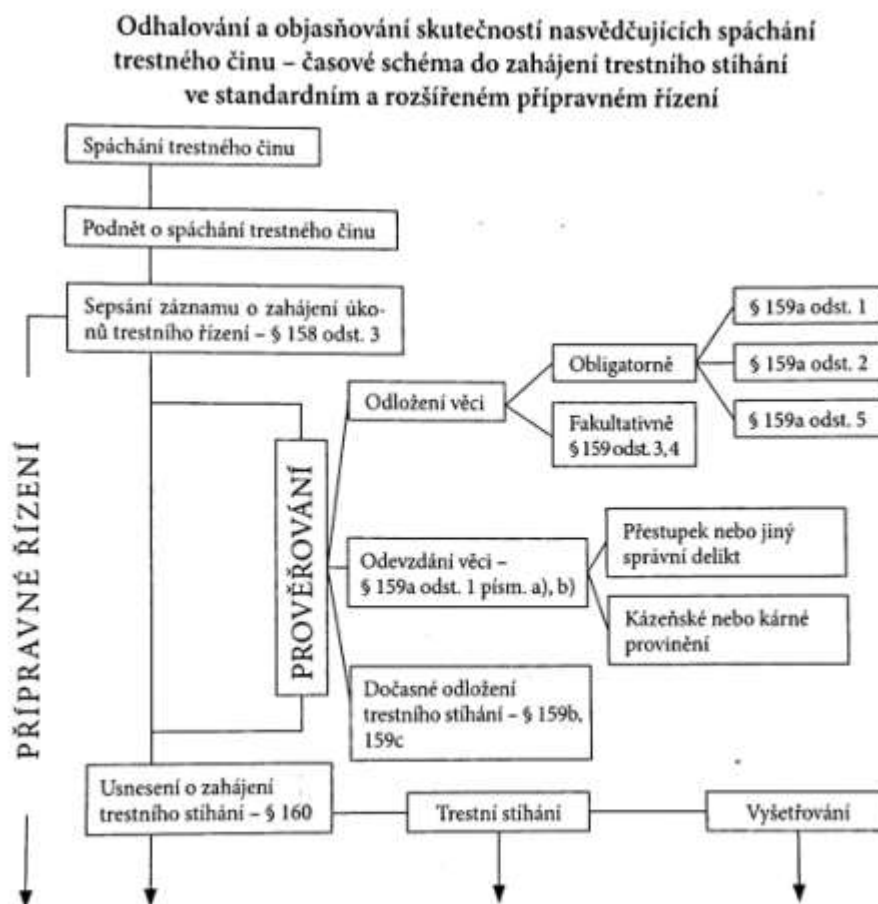 Odhalování a objasňování skutečností nasvědčujících spáchání
trestného činu – časové schéma do zahájení trestního stíhání
ve standardním a rozšířeném přípravném řízení
Spáchání trestného činu
Podnět o spáchání trestného činu
Sepsání záznamu o zahájení úko-
nů trestního řízení – § 158 odst. 3
PŘÍPRAVNÉ ŘÍZENÍ
PROVĚŘOVÁNÍ
Odložení věci
Obligatorně
§ 159a odst. 1
§ 159a odst. 2
§ 159a odst. 5
Fakultativně
§ 159 odst. 3, 4
Odevzdání věci –
§ 159a odst. 1 písm. a), b)
Přestupek nebo jiný
správní delikt
Kázeňské nebo kárné
provinění
Dočasné odložení
trestního stíhání – § 159b,
159c
Usnesení o zahájení
trestního stíhání – § 160
Trestní stíhání
Vyšetřování